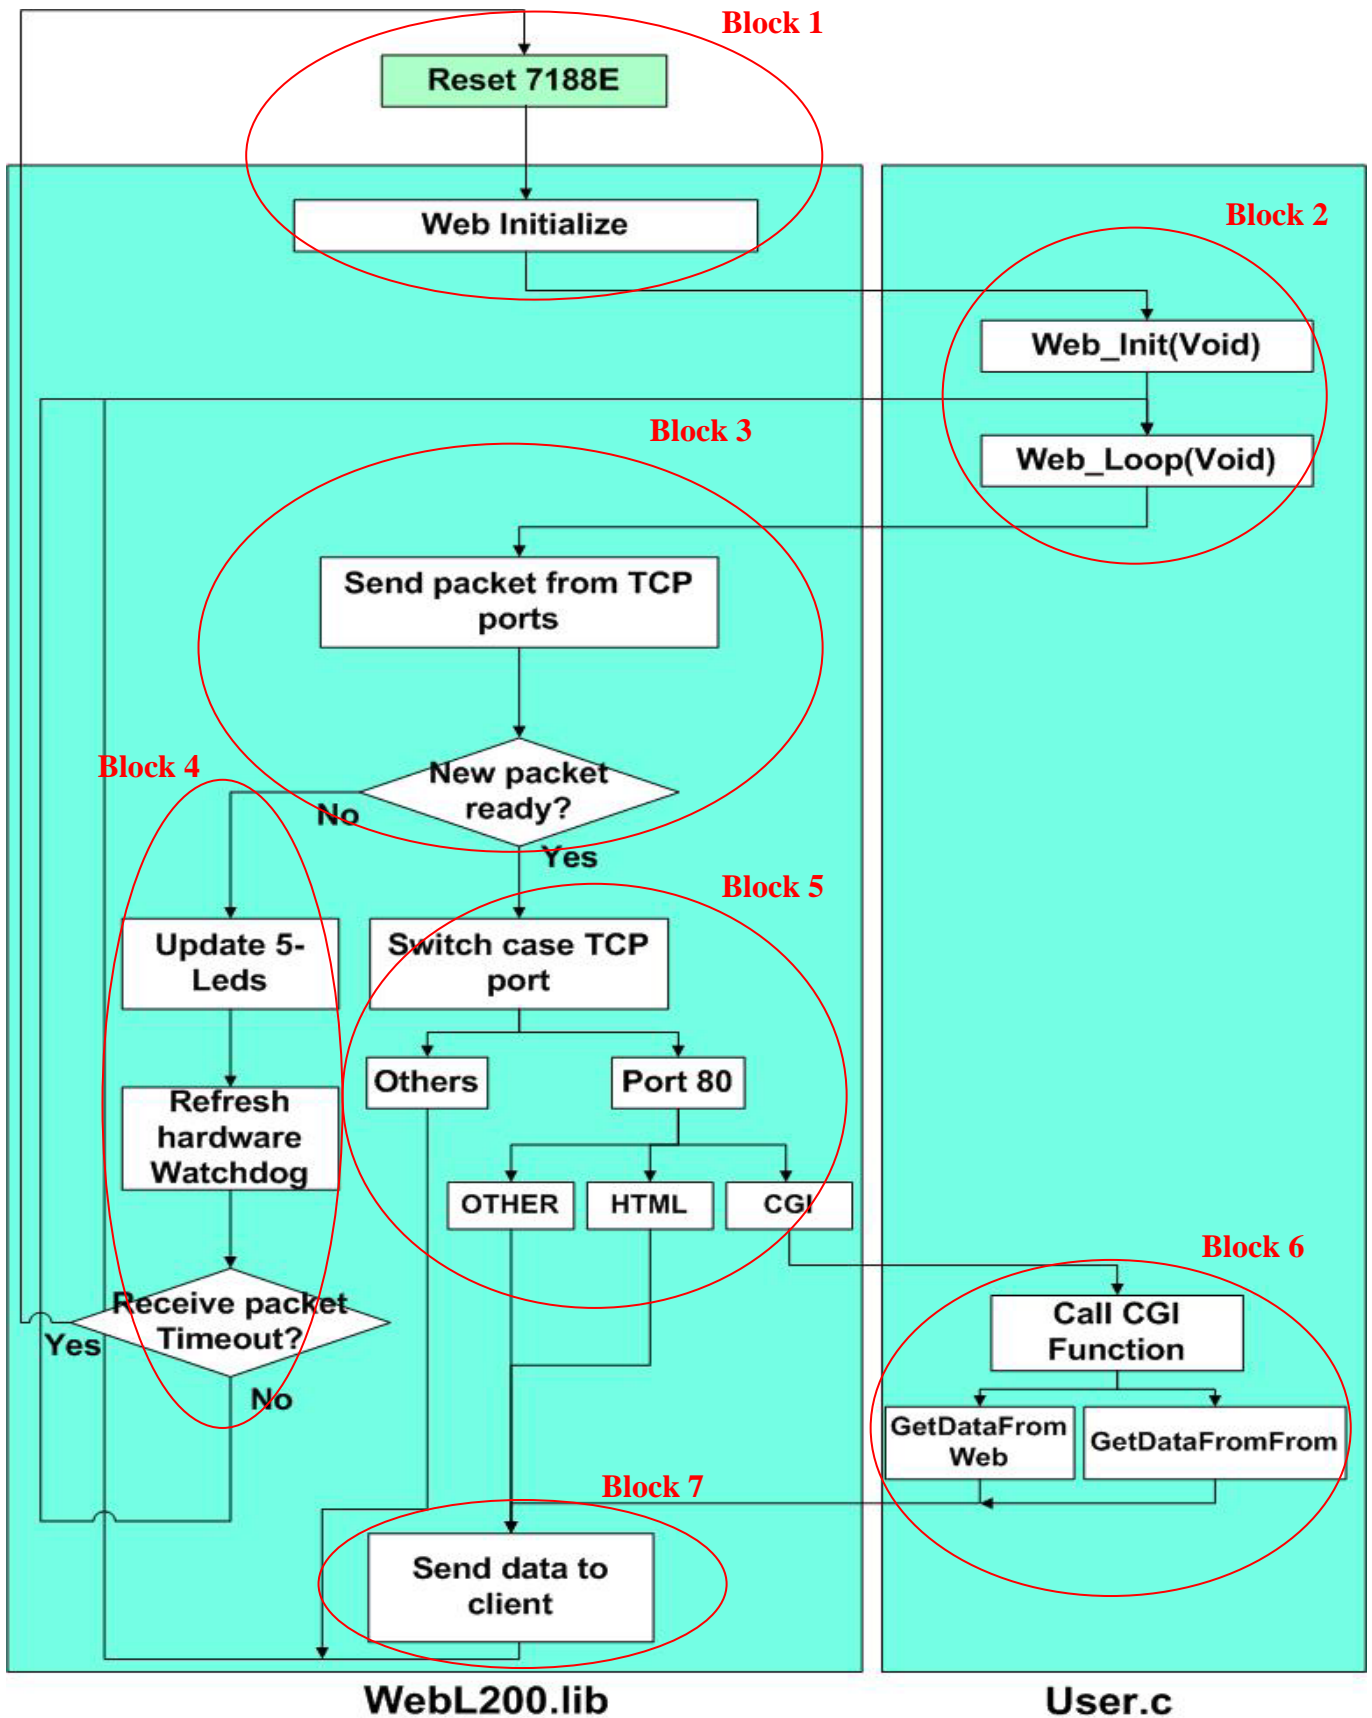 Block 1
Reset 7188E
Web Initialize
Block 2
Web_Init(Void)
Web_Loop(Void)
Block 3
Send packet from TCP
ports
New packet
ready?
No
Yes
Block 4
Update 5-
Leds
Refresh
hardware
Watchdog
Receive packet
Timeout?
Yes
No
Block 5
Switch case TCP
port
Others
Port 80
OTHER
HTML
CGI
Block 6
Call CGI
Function
GetDataFrom
Web
GetDataFromFrom
Block 7
Send data to
client
WebL200.lib
User.c